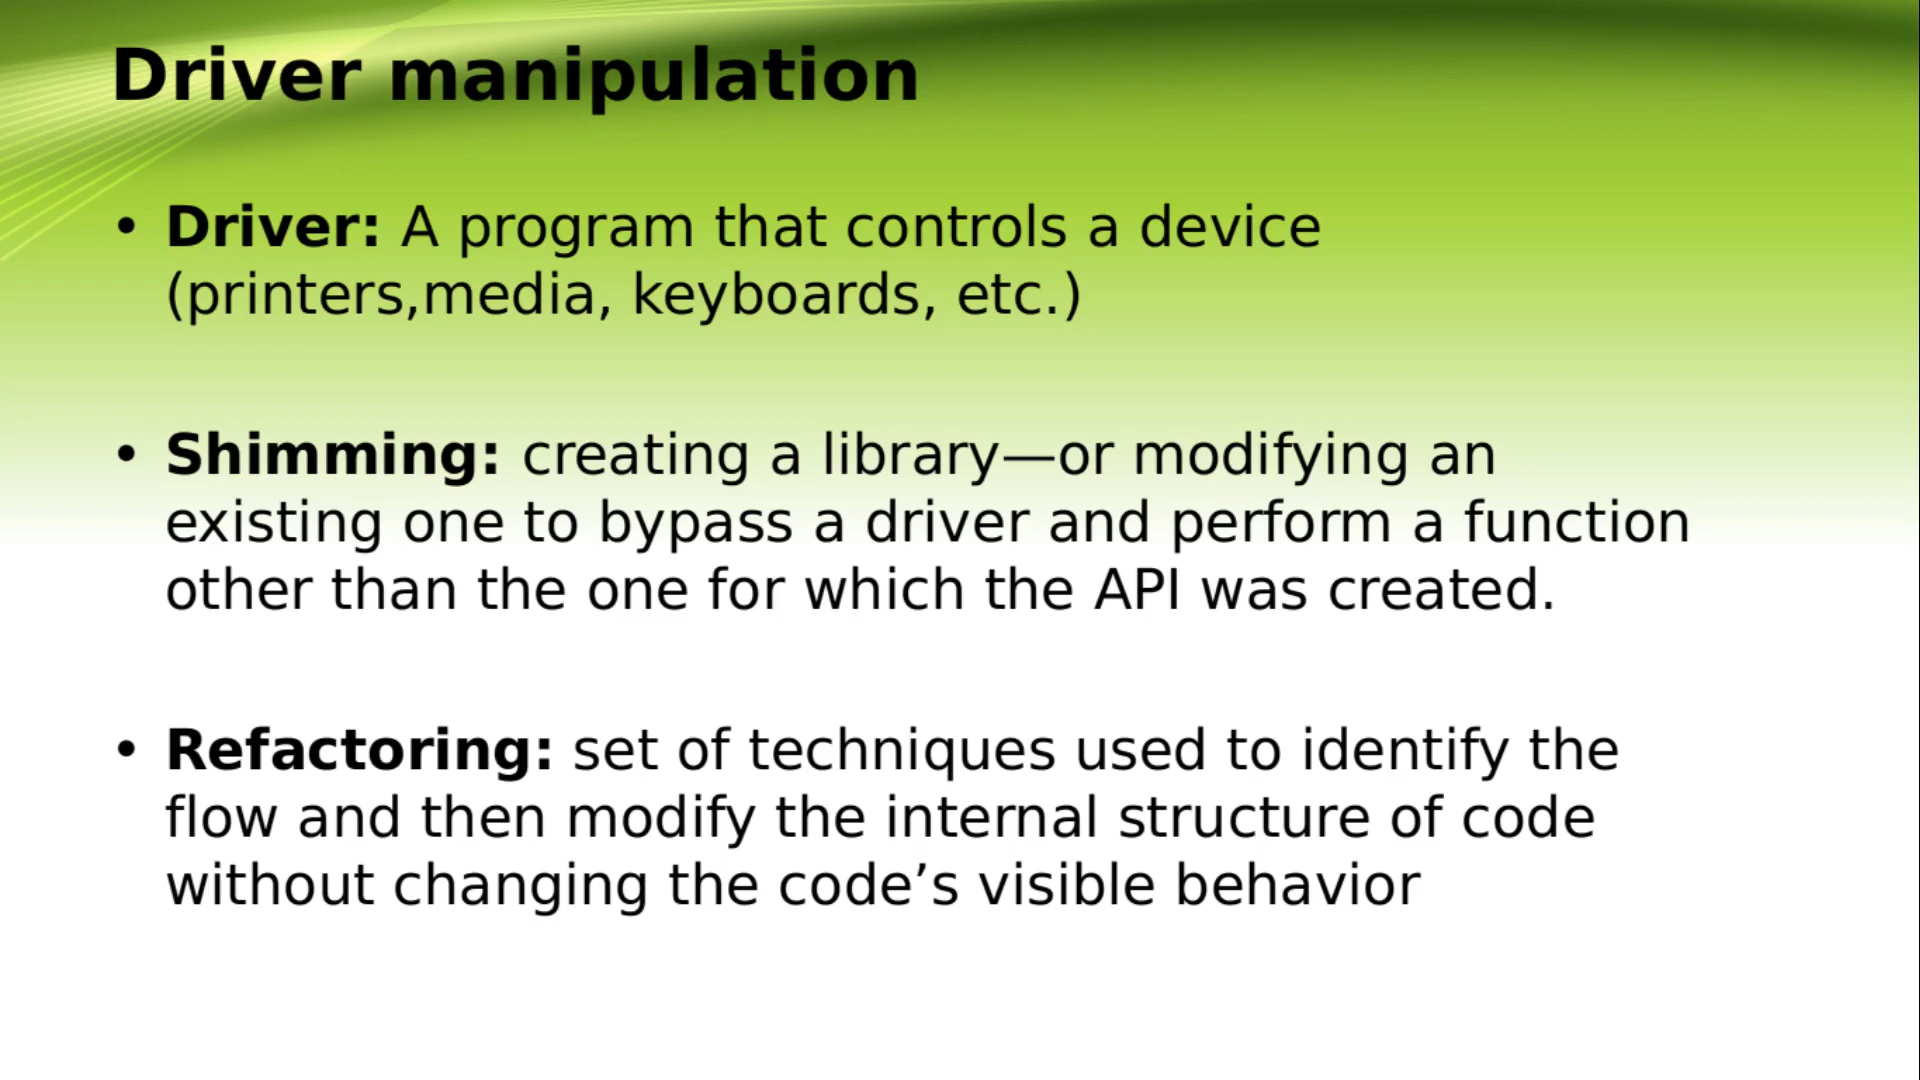 Driver manipulation
• Driver: A program that controls a device
(printers,media, keyboards, etc.)
• Shimming: creating a library—or modifying an
existing one to bypass a driver and perform a function
other than the one for which the API was created.
• Refactoring: set of techniques used to identify the
flow and then modify the internal structure of code
without changing the code’s visible behavior